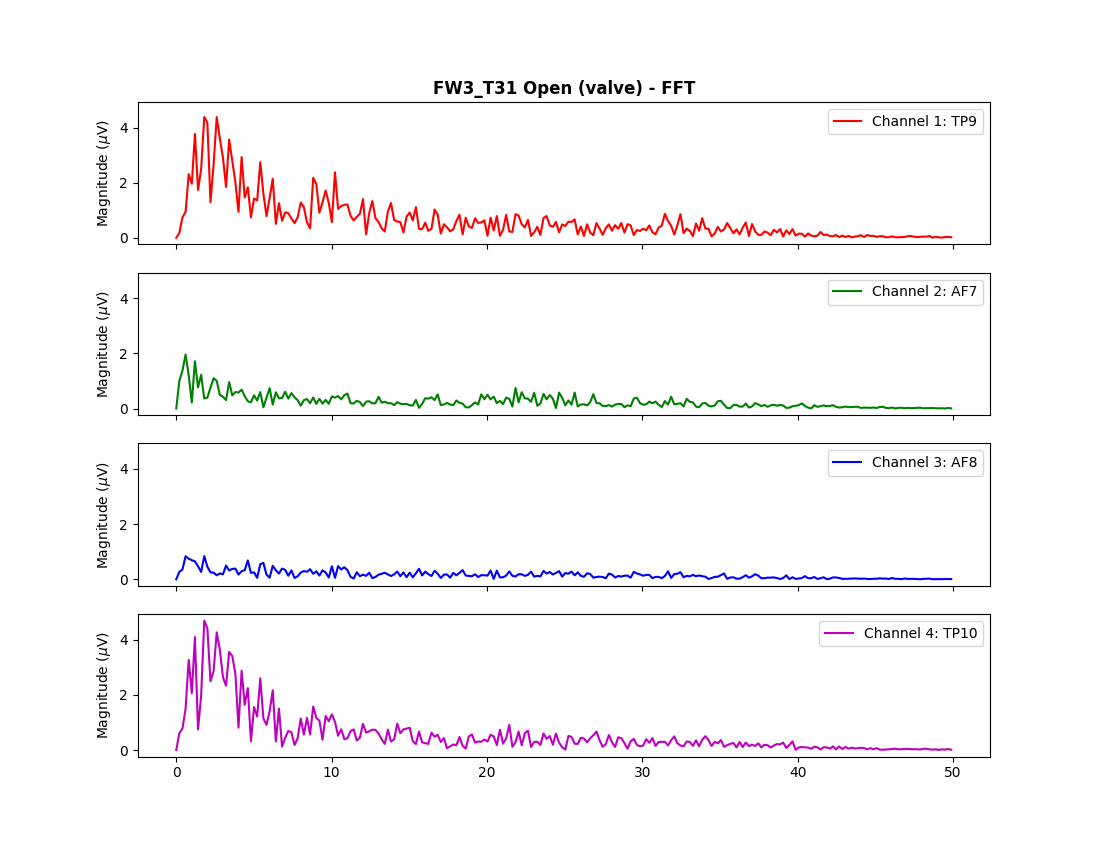 FW3_T31 Open (valve) - FFT
Magnitude (μV)
4
2
0
Channel 1: TP9
Magnitude (μV)
4
2
0
Channel 2: AF7
Magnitude (μV)
4
2
0
Channel 3: AF8
Magnitude (μV)
4
2
0
Channel 4: TP10
0 10 20 30 40 50